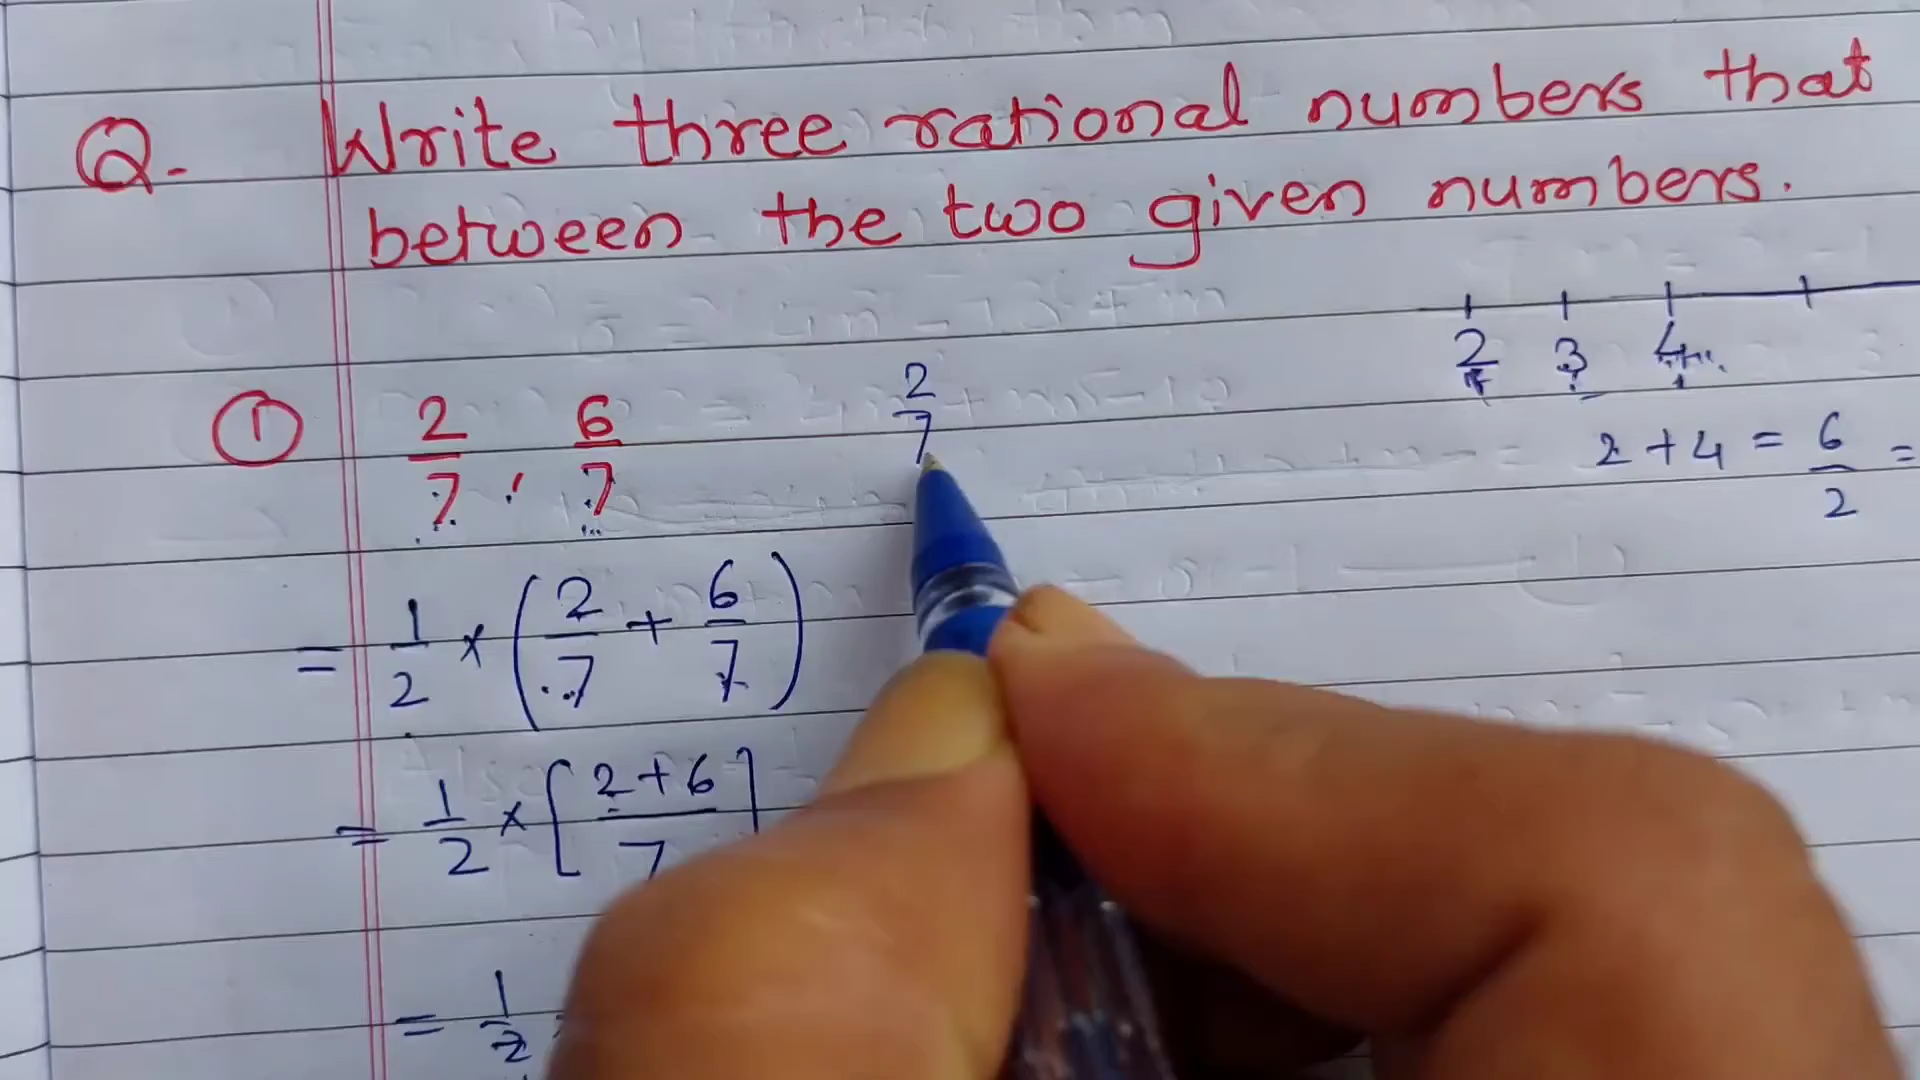 Q. Write three rational numbers that
between the two given numbers.
2 3 4
① 2/7 , 6/7
2/7
2 + 4 = 6/2 =
= 1/2 × (2/7 + 6/7)
= 1/2 × [2+6/7]
= 1/2